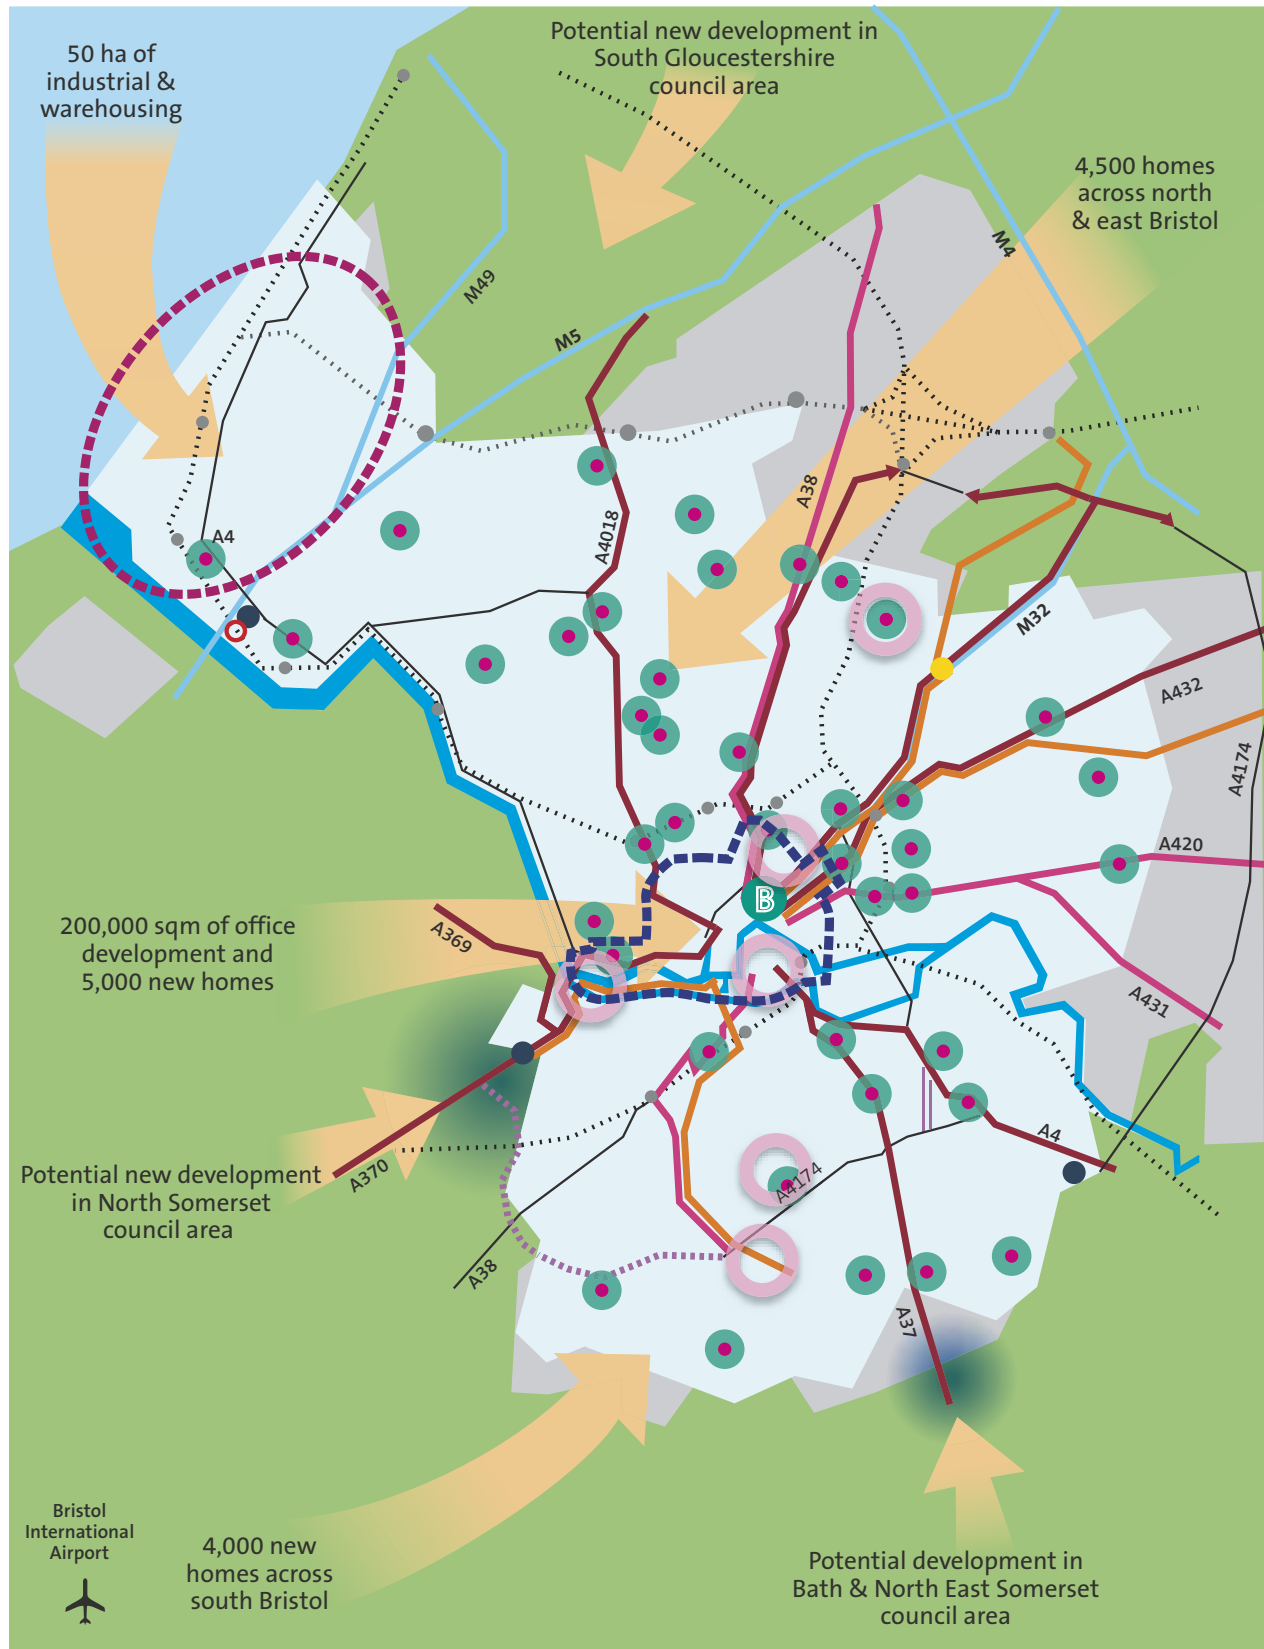 50 ha of
industrial &
warehousing
Potential new development in
South Gloucestershire
council area
4,500 homes
across north
& east Bristol
M4
M49
M5
A38
A4018
A4
M32
A432
A4174
A420
B
200,000 sqm of office
development and
5,000 new homes
A369
A431
A4
Potential new development
in North Somerset
council area
A370
A4174
A38
A37
Bristol
International
Airport
4,000 new
homes across
south Bristol
Potential development in
Bath & North East Somerset
council area